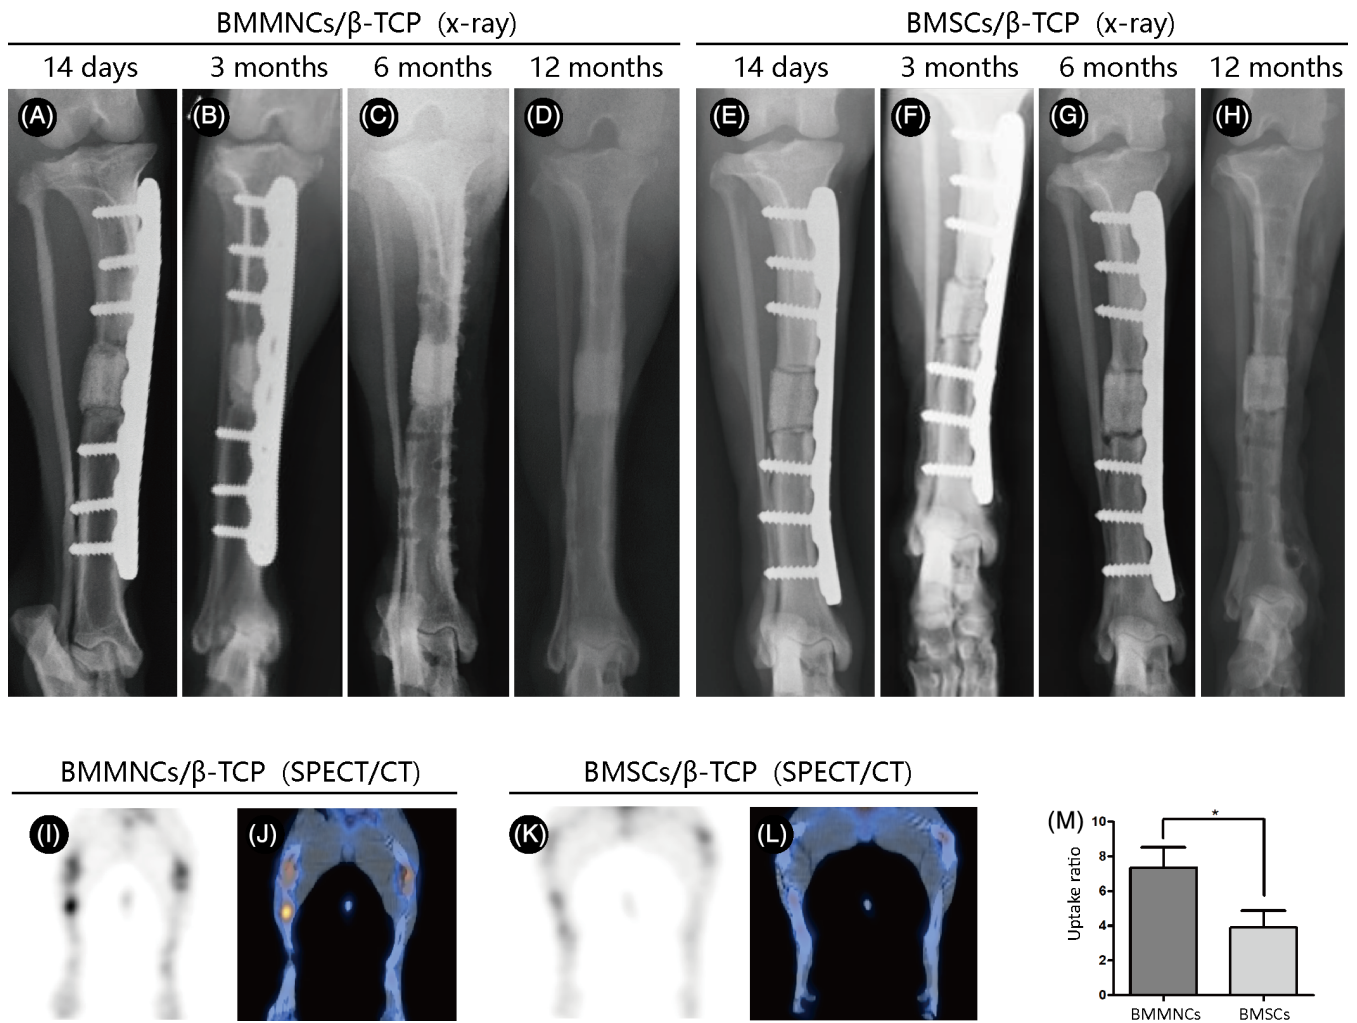 BMMNCs/β-TCP (x-ray) BMSCs/β-TCP (x-ray)
14 days 3 months 6 months 12 months 14 days 3 months 6 months 12 months
(A) (B) (C) (D) (E) (F) (G) (H)
BMMNCs/β-TCP (SPECT/CT) BMSCs/β-TCP (SPECT/CT)
(I) (J) (K) (L) (M)
*
10
8
6
4
2
0
Uptake ratio
BMMNCs BMSCs